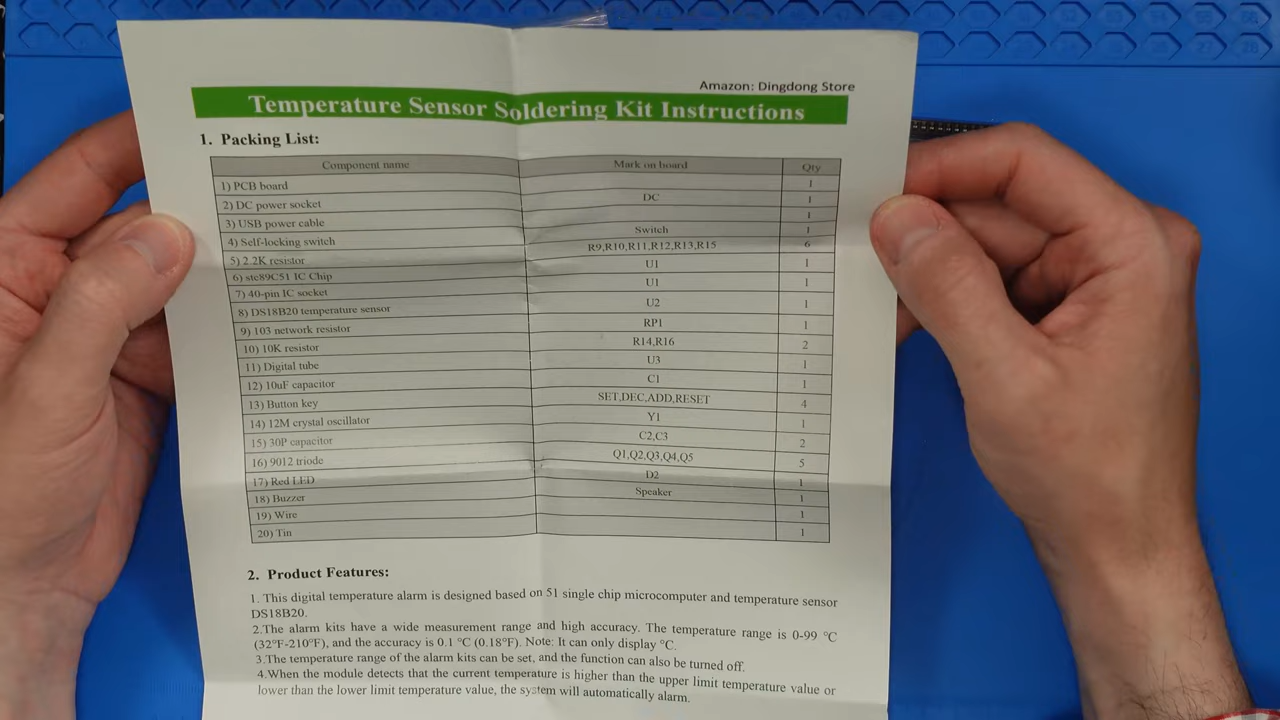 Amazon: Dingdong Store
Temperature Sensor Soldering Kit Instructions
1. Packing List:
Component name Mark on board Qty
1) PCB board 1
2) DC power socket DC 1
3) USB power cable 1
4) Self-locking switch Switch 1
5) 2.2K resistor R9,R10,R11,R12,R13,R15 6
6) stc89C51 IC Chip U1 1
7) 40-pin IC socket U1 1
8) DS18B20 temperature sensor U2 1
9) 103 network resistor RP1 1
10) 10K resistor R14,R16 2
11) Digital tube U3 1
12) 10uF capacitor C1 1
13) Button key SET,DEC,ADD,RESET 4
14) 12M crystal oscillator Y1 1
15) 30P capacitor C2,C3 2
16) 9012 triode Q1,Q2,Q3,Q4,Q5 5
17) Red LED D2 1
18) Buzzer Speaker 1
19) Wire 1
20) Tin 1
2. Product Features:
1. This digital temperature alarm is designed based on 51 single chip microcomputer and temperature sensor
DS18B20.
2.The alarm kits have a wide measurement range and high accuracy. The temperature range is 0-99 °C
(32°F-210°F), and the accuracy is 0.1 °C (0.18°F). Note: It can only display °C.
3.The temperature range of the alarm kits can be set, and the function can also be turned off.
4.When the module detects that the current temperature is higher than the upper limit temperature value or
lower than the lower limit temperature value, the system will automatically alarm.